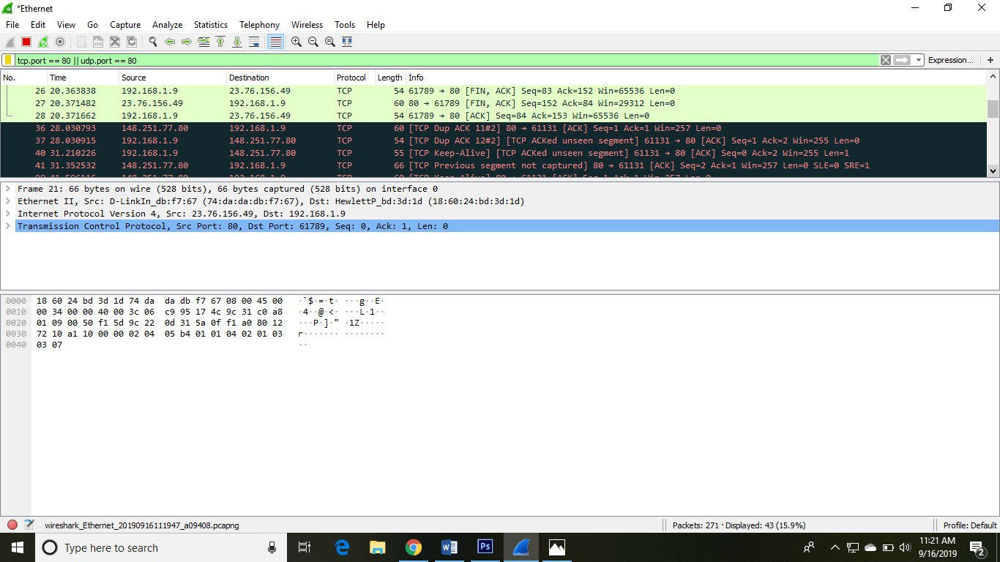 *Ethernet
File Edit View Go Capture Analyze Statistics Telephony Wireless Tools Help
tcp.port == 80 || udp.port == 80 Expression... +
No. Time Source Destination Protocol Length Info
26 20.363838 192.168.1.9 23.76.156.49 TCP 54 61789 → 80 [FIN, ACK] Seq=83 Ack=152 Win=65536 Len=0
27 20.371482 23.76.156.49 192.168.1.9 TCP 60 80 → 61789 [FIN, ACK] Seq=152 Ack=84 Win=29312 Len=0
28 20.371662 192.168.1.9 23.76.156.49 TCP 54 61789 → 80 [ACK] Seq=84 Ack=153 Win=65536 Len=0
36 28.030793 148.251.77.80 192.168.1.9 TCP 60 [TCP Dup ACK 11#2] 80 → 61131 [ACK] Seq=1 Ack=1 Win=257 Len=0
37 28.030915 192.168.1.9 148.251.77.80 TCP 54 [TCP Dup ACK 12#2] [TCP ACKed unseen segment] 61131 → 80 [ACK] Seq=1 Ack=2 Win=255 Len=0
40 31.210226 192.168.1.9 148.251.77.80 TCP 55 [TCP Keep-Alive] [TCP ACKed unseen segment] 61131 → 80 [ACK] Seq=0 Ack=2 Win=255 Len=1
41 31.352532 148.251.77.80 192.168.1.9 TCP 66 [TCP Previous segment not captured] 80 → 61131 [ACK] Seq=2 Ack=1 Win=257 Len=0 SLE=0 SRE=1
Frame 21: 66 bytes on wire (528 bits), 66 bytes captured (528 bits) on interface 0
Ethernet II, Src: D-LinkIn_db:f7:67 (74:da:da:db:f7:67), Dst: HewlettP_bd:3d:1d (18:60:24:bd:3d:1d)
Internet Protocol Version 4, Src: 23.76.156.49, Dst: 192.168.1.9
Transmission Control Protocol, Src Port: 80, Dst Port: 61789, Seq: 0, Ack: 1, Len: 0
0000 18 60 24 bd 3d 1d 74 da da db f7 67 08 00 45 00 ·`$·=·t· ···g··E·
0010 00 34 00 00 40 00 3c 06 c9 95 17 4c 9c 31 c0 a8 ·4··@·<· ···L·1··
0020 01 09 00 50 f1 5d 9c 22 0d 31 5a 0f f1 a0 80 12 ···P·]·" ·1Z·····
0030 72 10 a1 10 00 00 02 04 05 b4 01 01 04 02 01 03 r······· ········
0040 03 07 ··
wireshark_Ethernet_20190916111947_a09408.pcapng Packets: 271 · Displayed: 43 (15.9%) Profile: Default
Type here to search
Ps
11:21 AM
9/16/2019
2